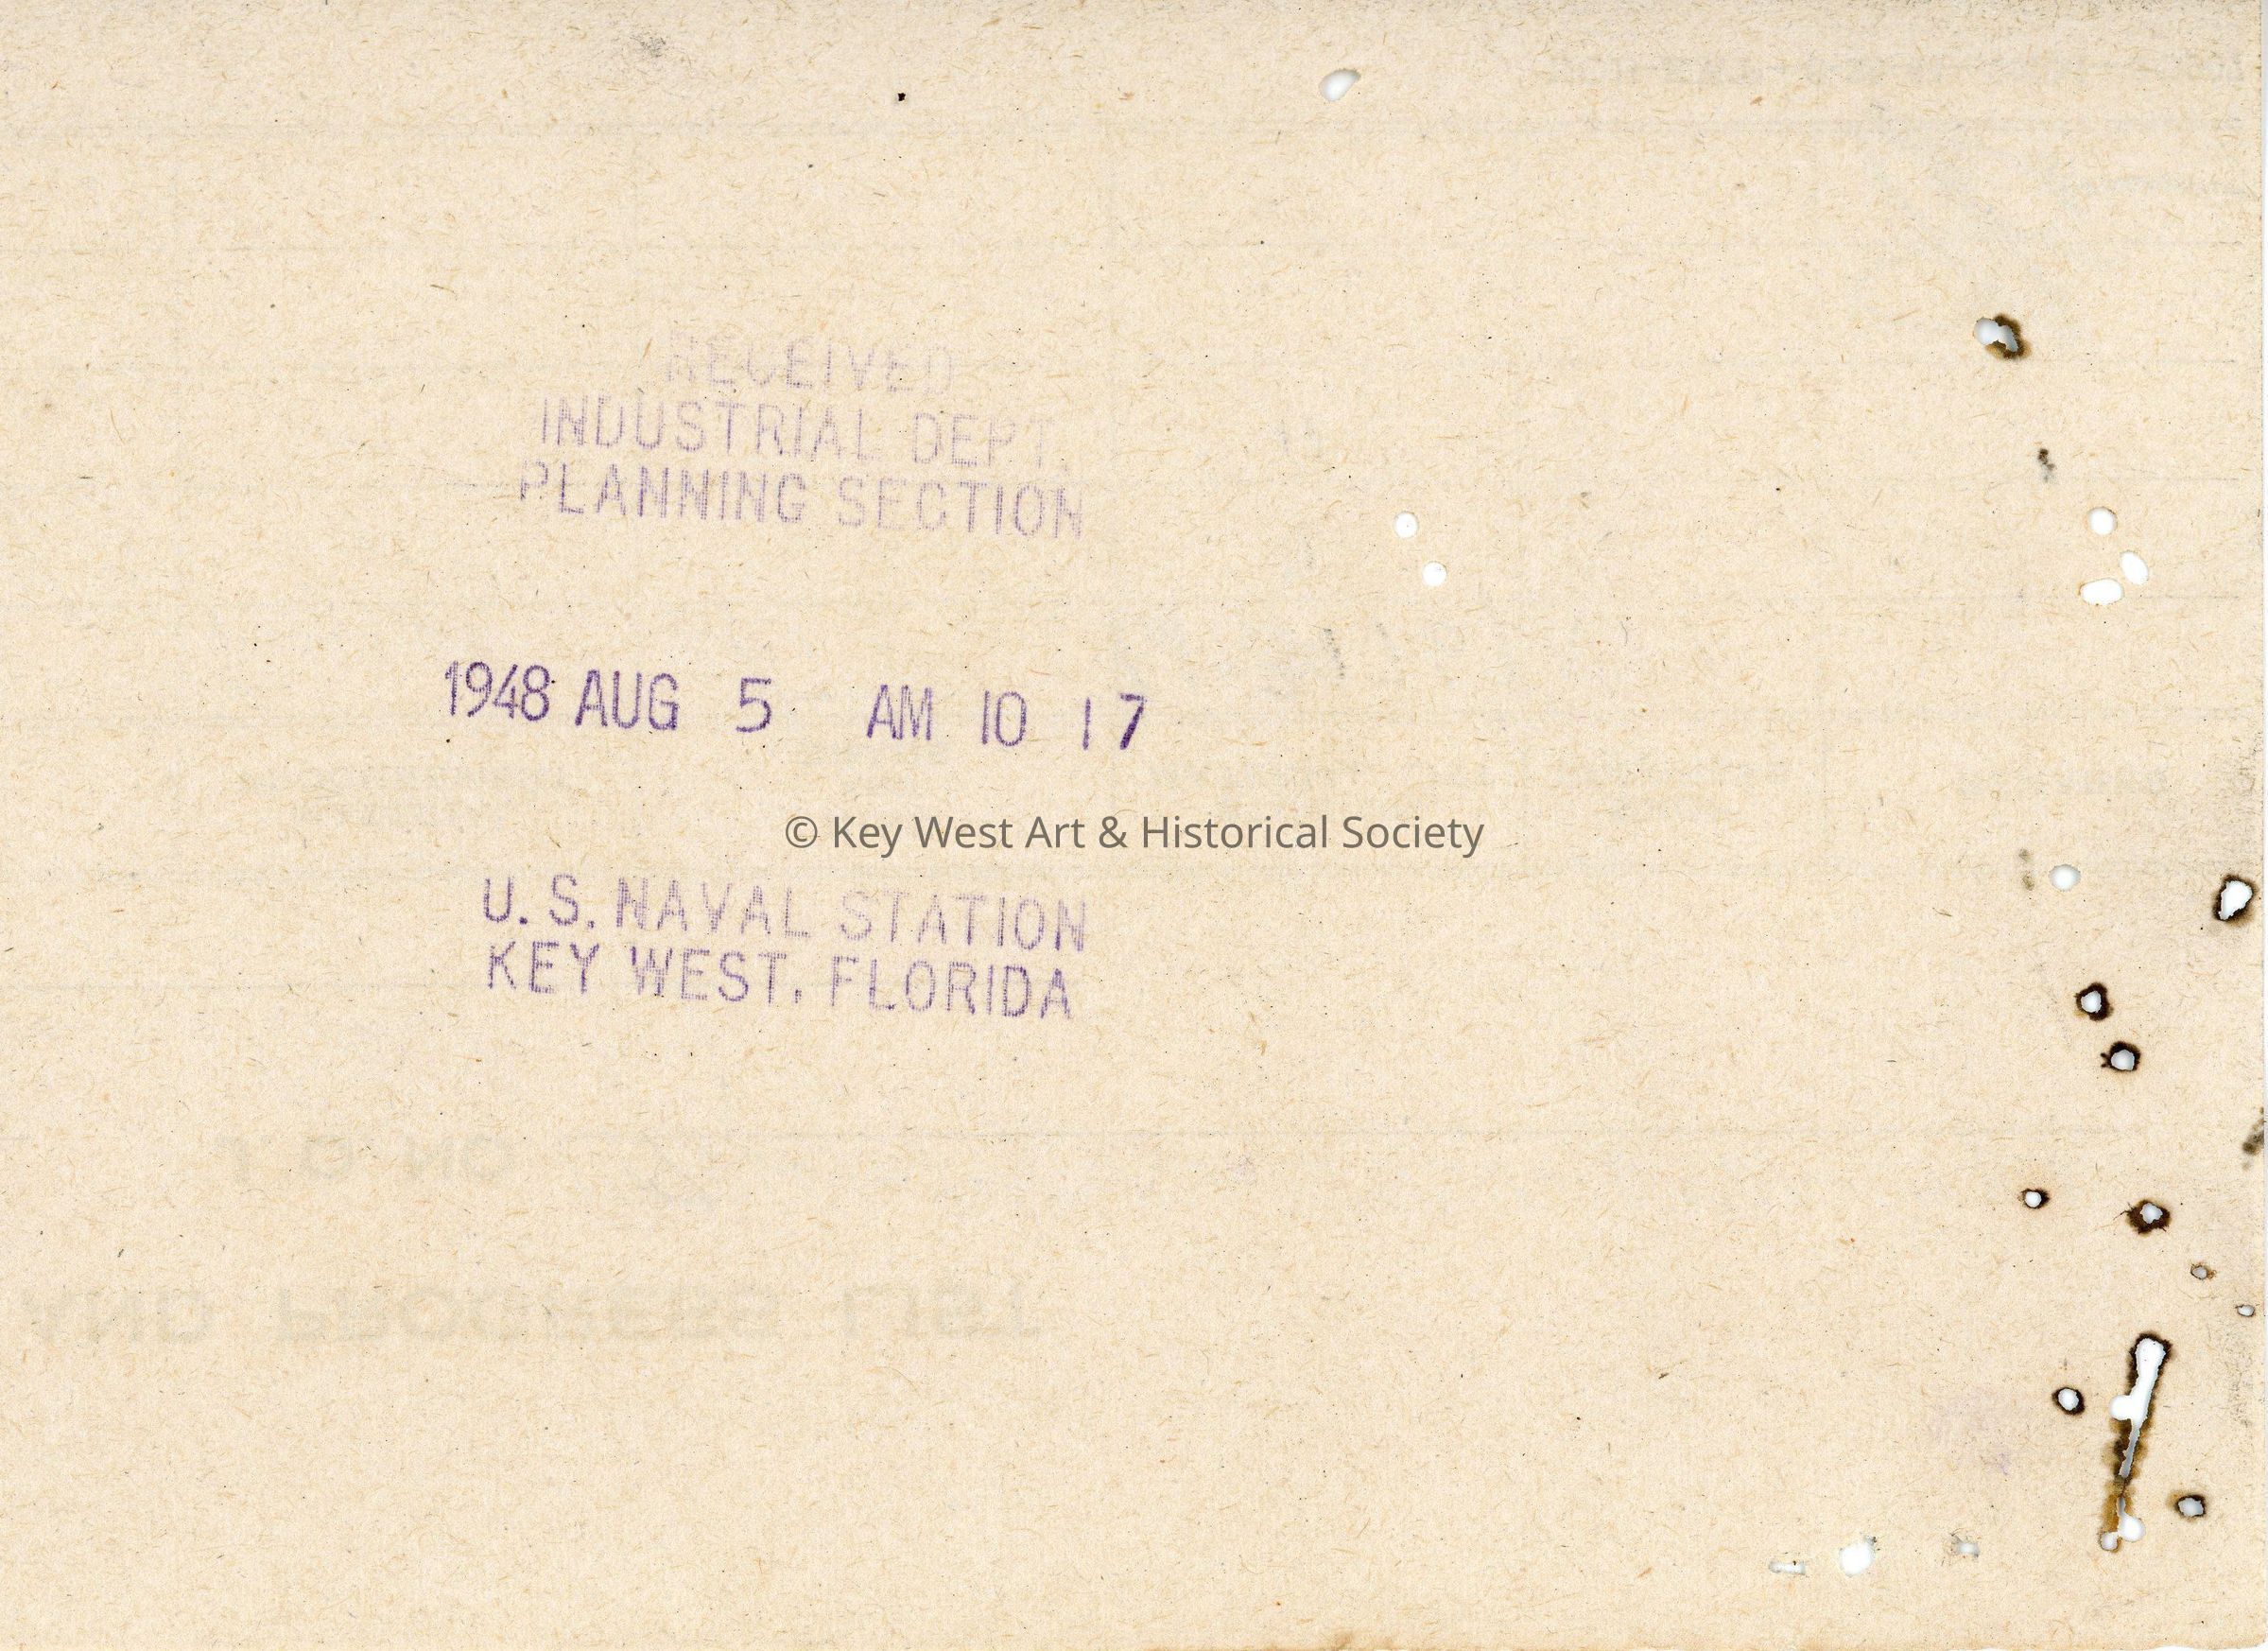 RECEIVED
INDUSTRIAL DEPT.
PLANNING SECTION
1948 AUG 5 AM 10 17
© Key West Art & Historical Society
U. S. NAVAL STATION
KEY WEST, FLORIDA